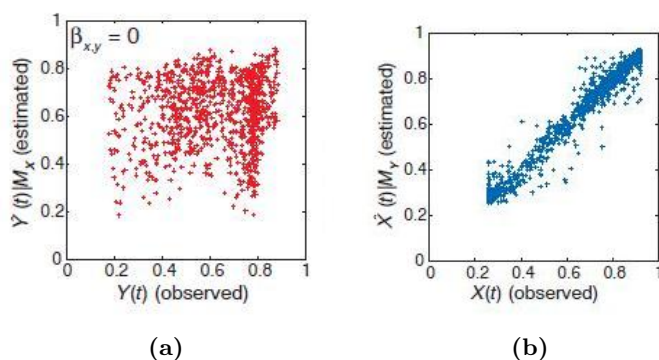 β_{x,y} = 0
Ŷ (t)|M_X (estimated)
1
0.8
0.6
0.4
0.2
0
0 0.2 0.4 0.6 0.8 1
Y(t) (observed)
(a)
X̂ (t)|M_Y (estimated)
1
0.8
0.6
0.4
0.2
0
0 0.2 0.4 0.6 0.8 1
X(t) (observed)
(b)